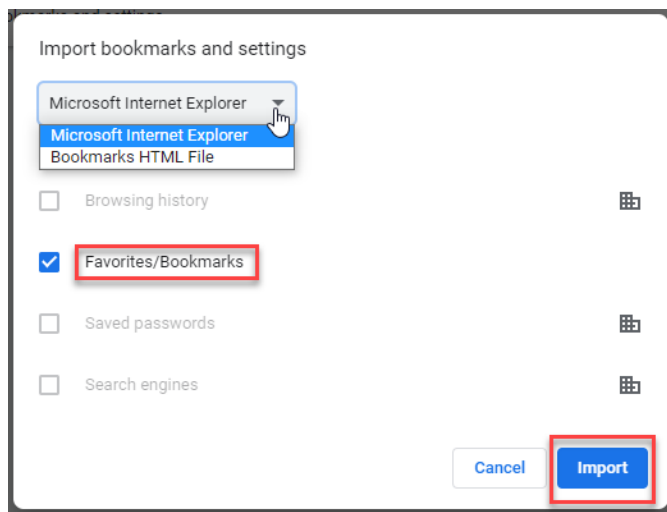 Import bookmarks and settings
Microsoft Internet Explorer
Microsoft Internet Explorer
Bookmarks HTML File
Browsing history
Favorites/Bookmarks
Saved passwords
Search engines
Cancel Import